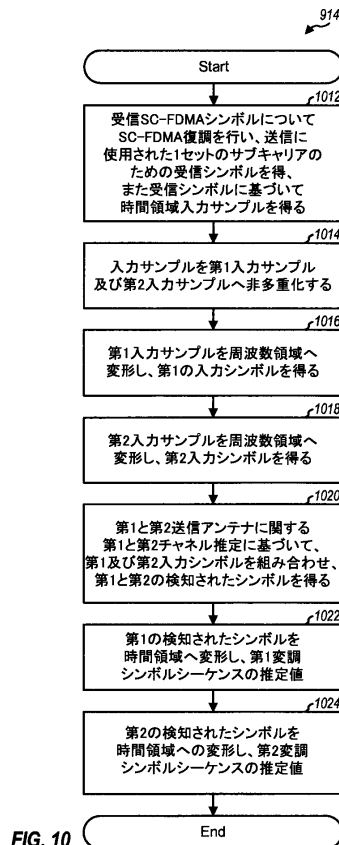 914
Start
1012
受信SC-FDMAシンボルについて
SC-FDMA復調を行い、送信に
使用された1セットのサブキャリアの
ための受信シンボルを得、
また受信シンボルに基づいて
時間領域入力サンプルを得る
1014
入力サンプルを第1入力サンプル
及び第2入力サンプルへ非多重化する
1016
第1入力サンプルを周波数領域へ
変形し、第1の入力シンボルを得る
1018
第2入力サンプルを周波数領域へ
変形し、第2入力シンボルを得る
1020
第1と第2送信アンテナに関する
第1と第2チャネル推定に基づいて、
第1及び第2入力シンボルを組み合わせ、
第1と第2の検知されたシンボルを得る
1022
第1の検知されたシンボルを
時間領域へ変形し、第1変調
シンボルシーケンスの推定値
1024
第2の検知されたシンボルを
時間領域への変形し、第2変調
シンボルシーケンスの推定値
End
FIG. 10